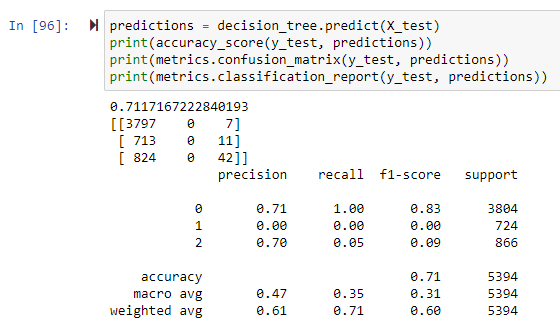 In [96]: predictions = decision_tree.predict(X_test)
print(accuracy_score(y_test, predictions))
print(metrics.confusion_matrix(y_test, predictions))
print(metrics.classification_report(y_test, predictions))
0.7117167222840193
[[3797    0    7]
 [ 713    0   11]
 [ 824    0   42]]
              precision    recall  f1-score   support

           0       0.71      1.00      0.83      3804
           1       0.00      0.00      0.00       724
           2       0.70      0.05      0.09       866

    accuracy                           0.71      5394
   macro avg       0.47      0.35      0.31      5394
weighted avg       0.61      0.71      0.60      5394